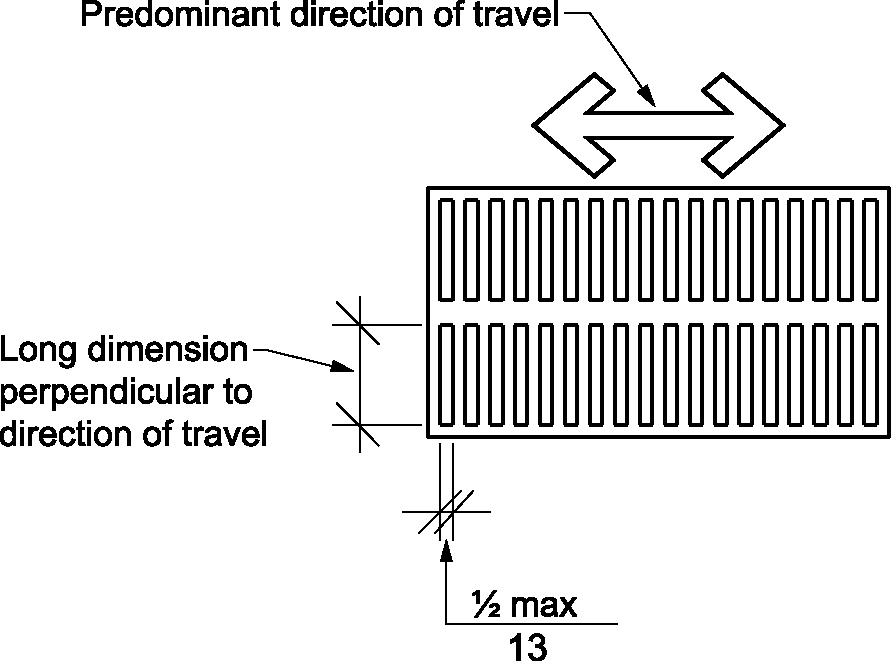 Predominant direction of travel
Long dimension
perpendicular to
direction of travel
½ max
13